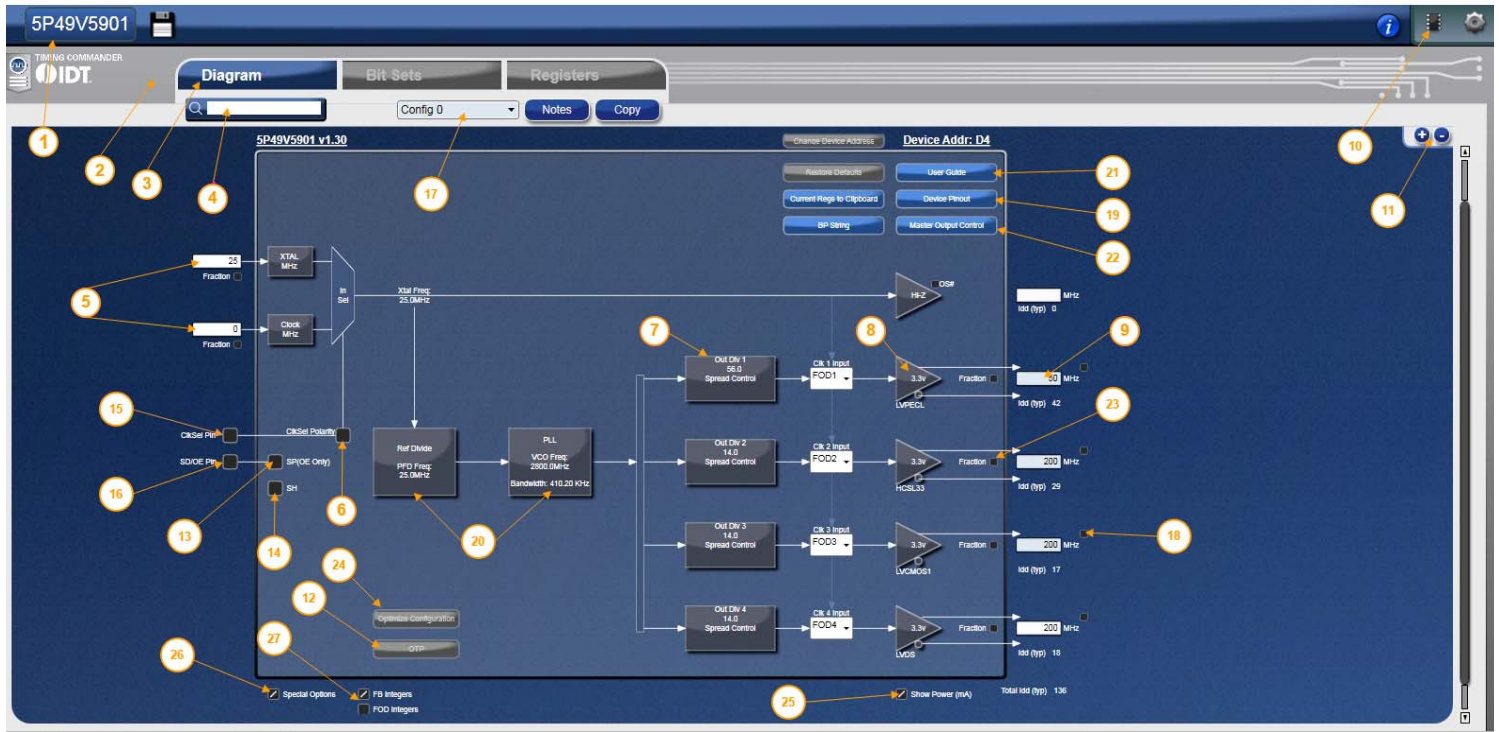 5P49V5901
i
TIMING COMMANDER
IDT
Diagram
Bit Sets
Registers
Config 0
Notes
Copy
1
2
3
4
17
10
11
5P49V5901 v1.30
Change Device Address
Device Addr: D4
Restore Defaults
User Guide
21
Current Regs to Clipboard
Device Pinout
19
BP String
Master Output Control
22
25
Fraction
XTAL
MHz
In
Sel
Xtal Freq:
25.0MHz
HI-Z
OS#
MHz
Idd (typ) 0
5
0
Fraction
Clock
MHz
7
8
9
Out Div 1
56.0
Spread Control
Clk 1 Input
FOD1
3.3v
LVPECL
Fraction
50 MHz
Idd (typ) 42
15
ClkSel Pin
ClkSel Polarity
23
SD/OE Pin
SP(OE Only)
SH
16
13
14
6
Ref Divide
PFD Freq:
25.0MHz
PLL
VCO Freq:
2800.0MHz
Bandwidth: 410.20 KHz
20
Out Div 2
14.0
Spread Control
Clk 2 Input
FOD2
3.3v
HCSL33
Fraction
200 MHz
Idd (typ) 29
Out Div 3
14.0
Spread Control
Clk 3 Input
FOD3
3.3v
LVCMOS1
Fraction
200 MHz
18
Idd (typ) 17
24
12
Optimize Configuration
OTP
Out Div 4
14.0
Spread Control
Clk 4 Input
FOD4
3.3v
LVDS
Fraction
200 MHz
Idd (typ) 18
27
26
Special Options
FB Integers
FOD Integers
25
Show Power (mA)
Total Idd (typ) 136